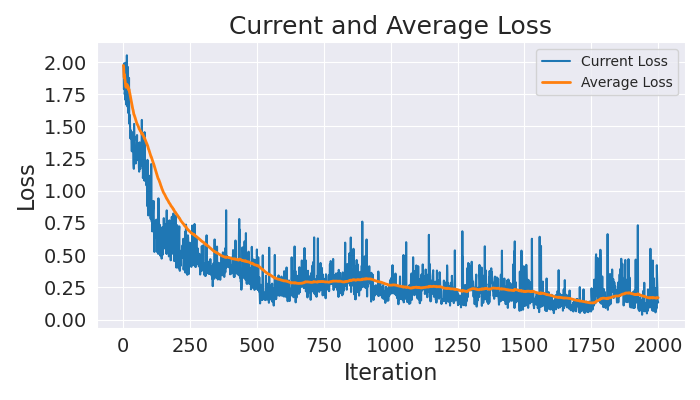 Current and Average Loss
Current Loss
Average Loss
2.00
1.75
1.50
1.25
1.00
0.75
0.50
0.25
0.00
Loss
0 250 500 750 1000 1250 1500 1750 2000
Iteration